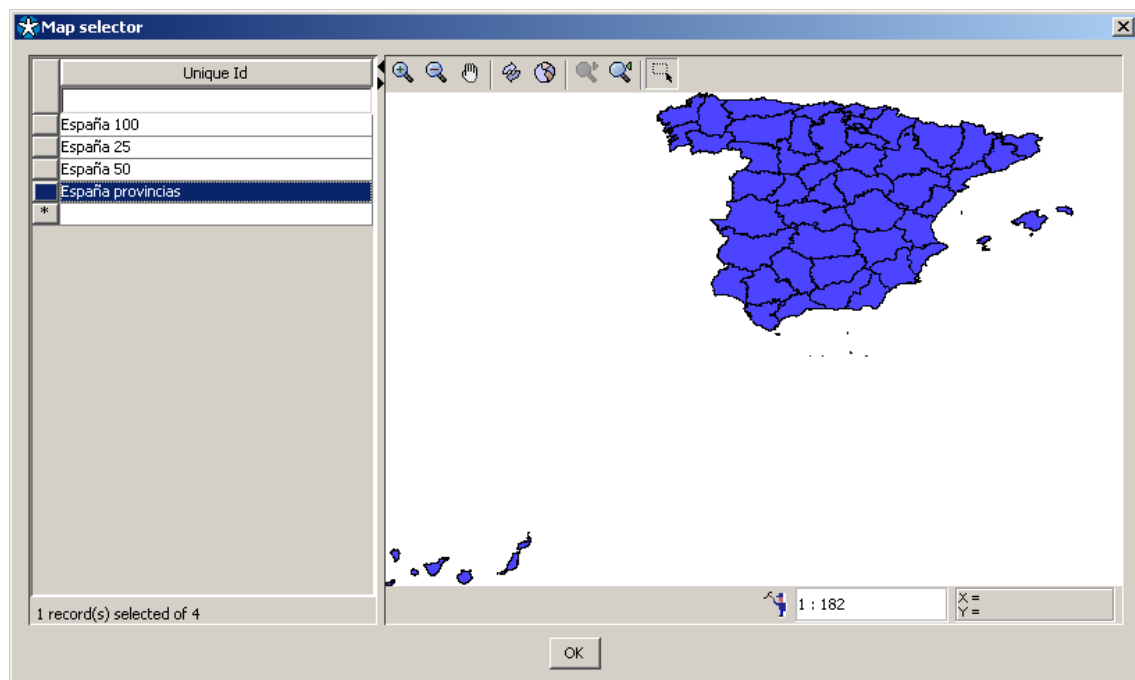 Map selector
Unique Id
España 100
España 25
España 50
España provincias
*
1 record(s) selected of 4
1 : 182
X =
Y =
OK